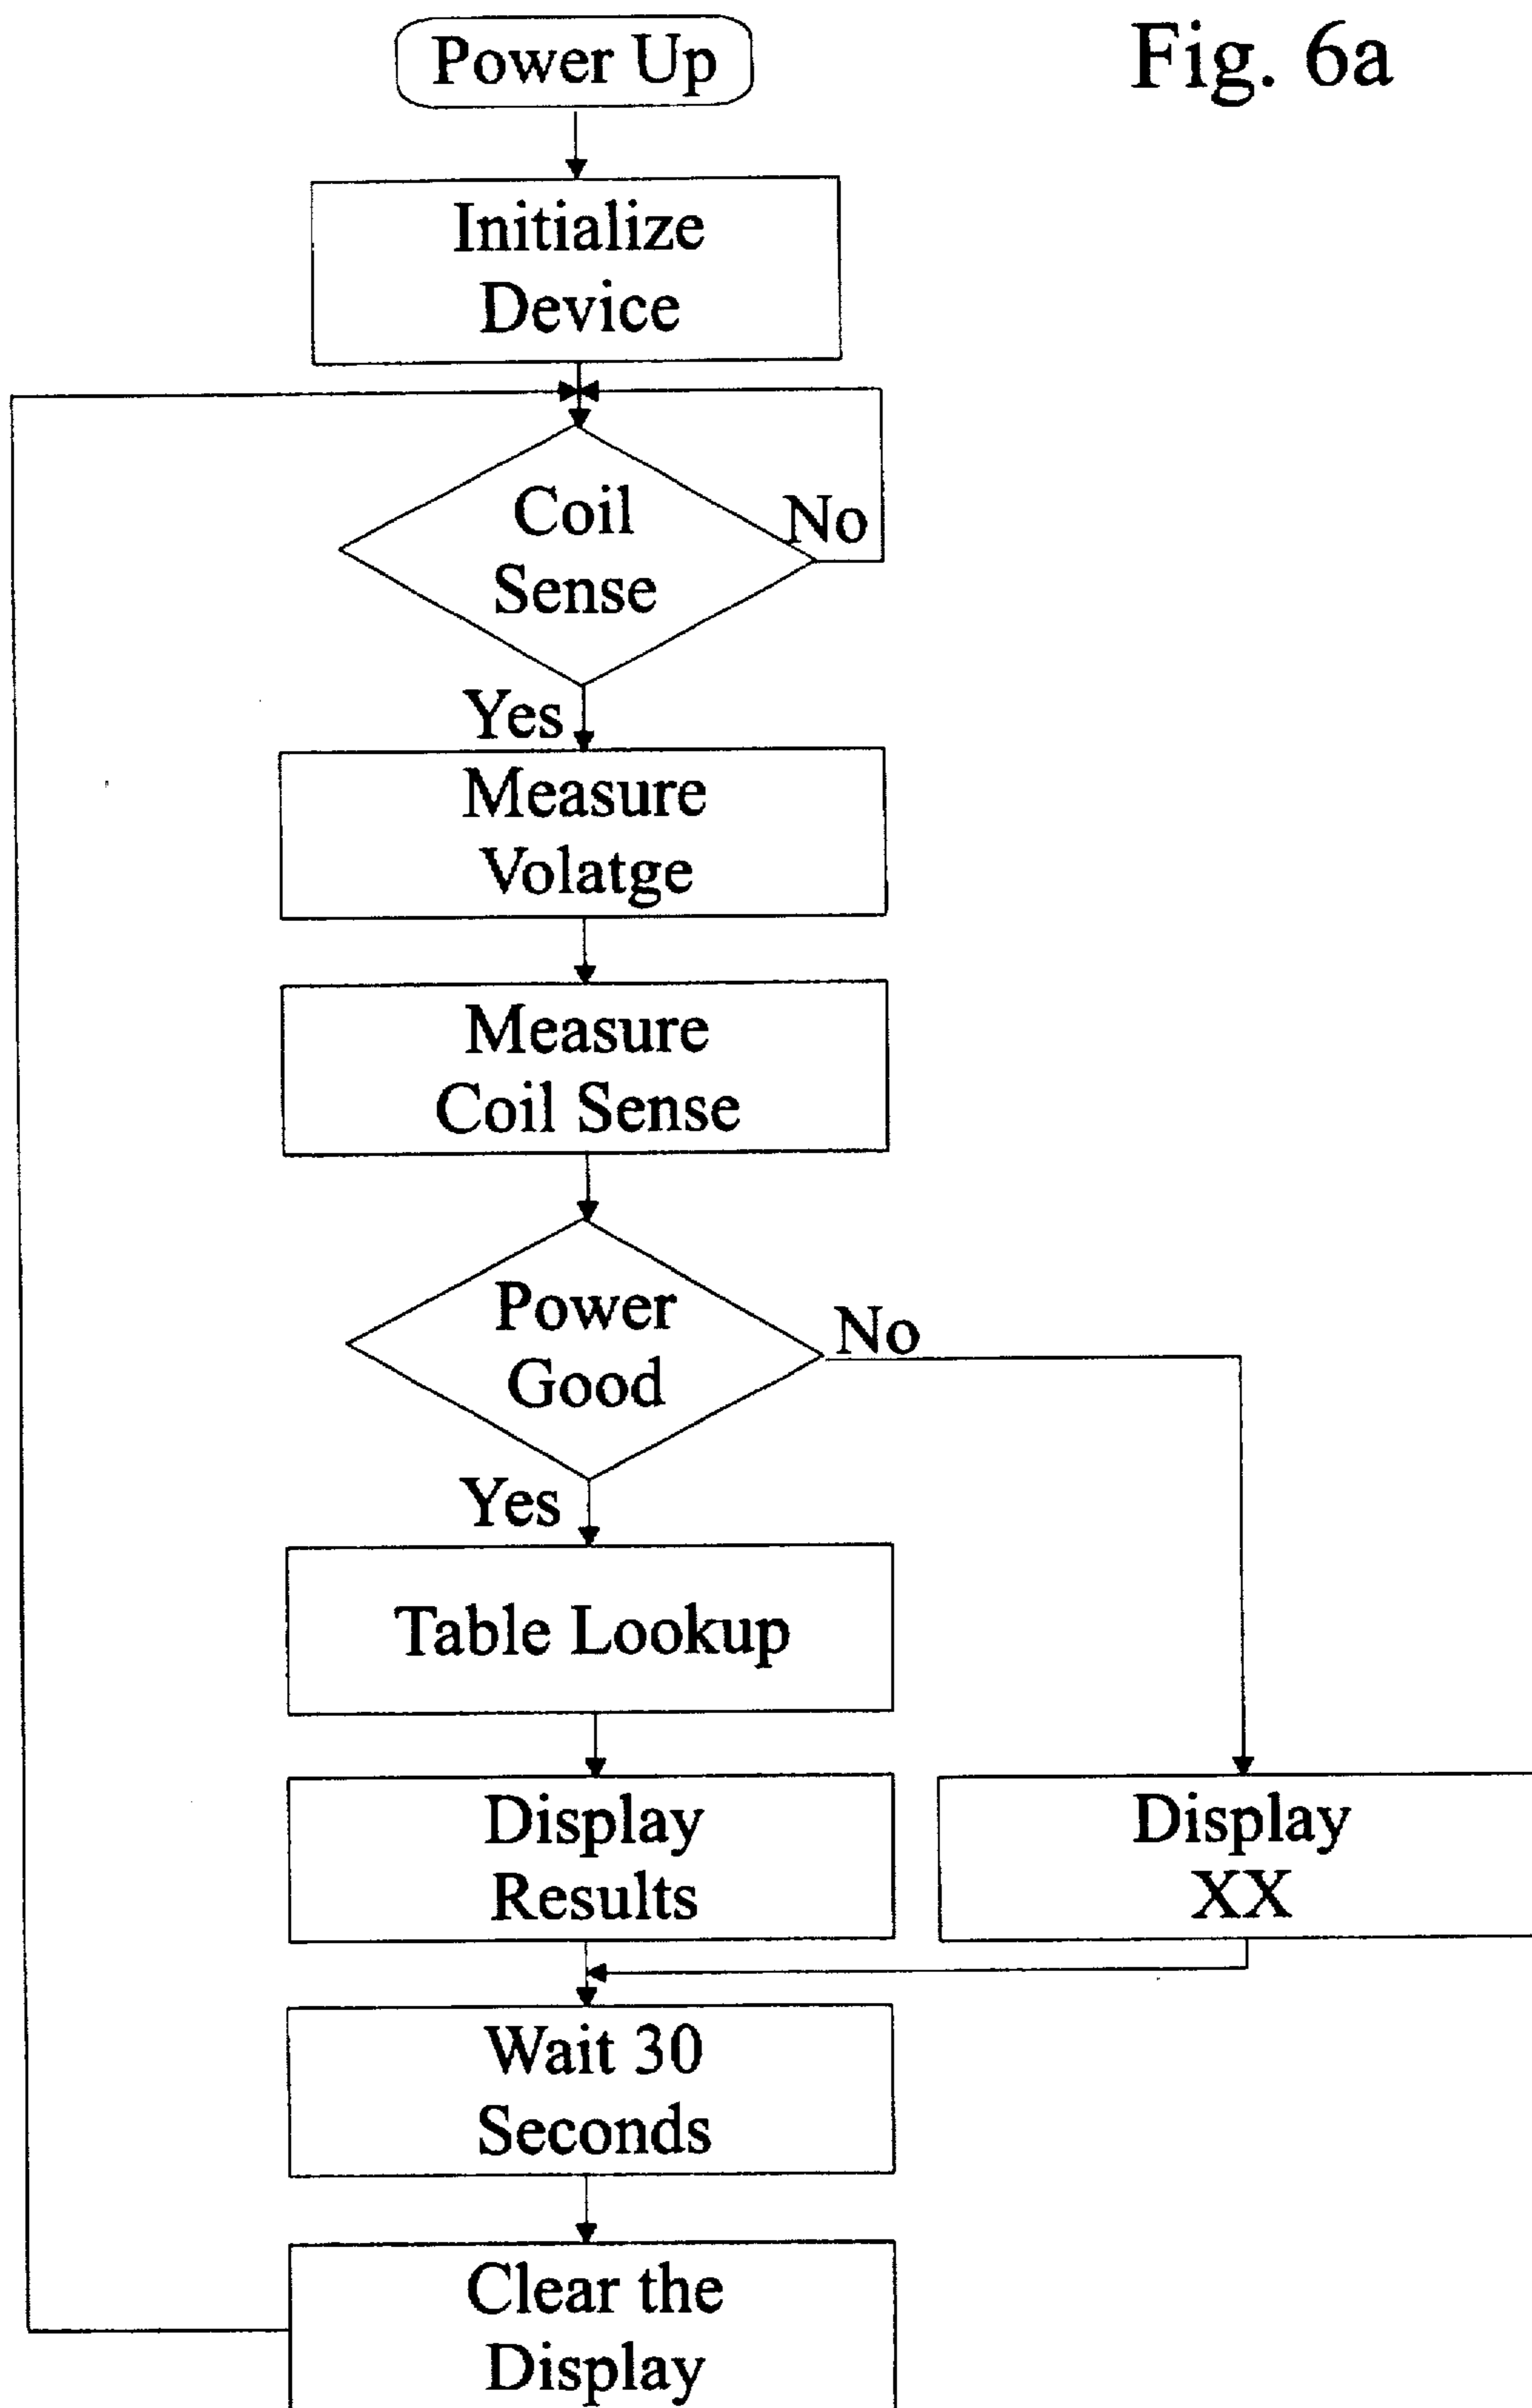 Power Up
Fig. 6a
Initialize
Device
Coil
Sense
No
Yes
Measure
Volatge
Measure
Coil Sense
Power
Good
No
Yes
Table Lookup
Display
Results
Display
XX
Wait 30
Seconds
Clear the
Display